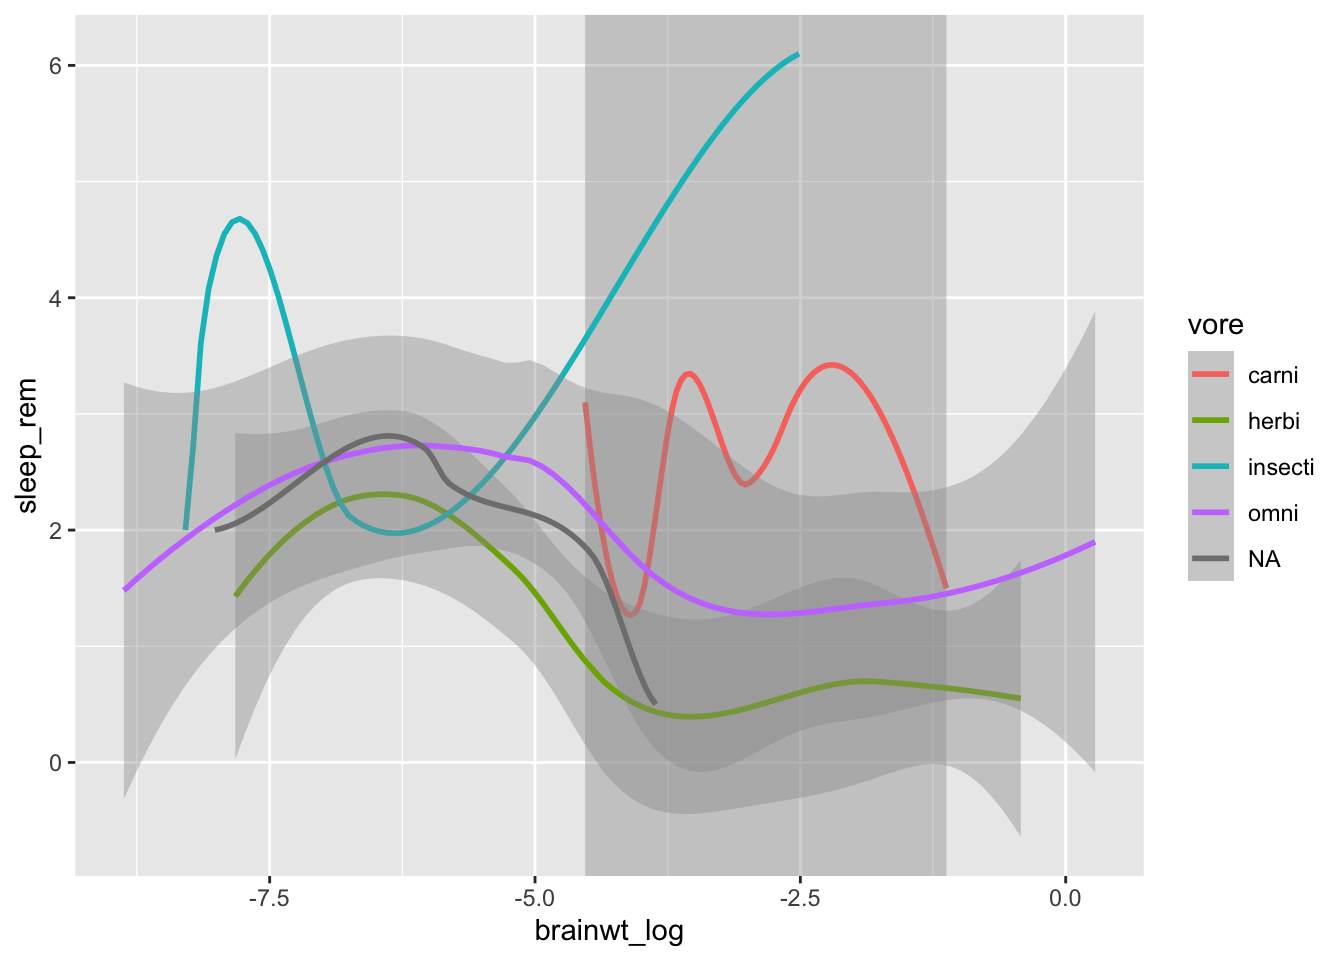 6
4
2
0
sleep_rem
-7.5
-5.0
-2.5
0.0
brainwt_log
vore
carni
herbi
insecti
omni
NA